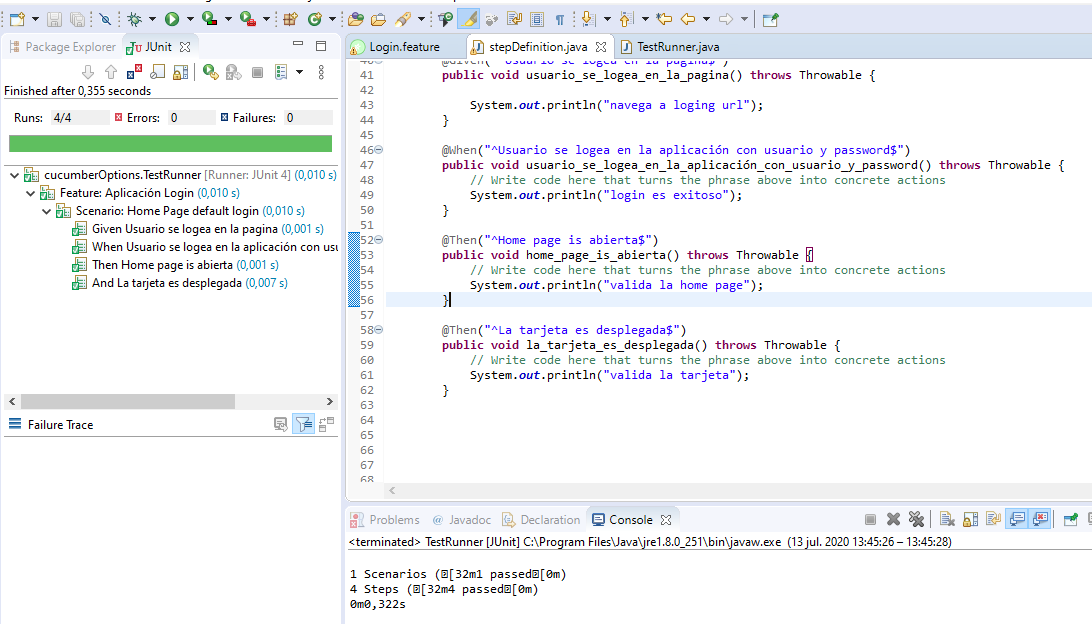 Package Explorer
JUnit
Finished after 0,355 seconds
Runs: 4/4
Errors: 0
Failures: 0
cucumberOptions.TestRunner [Runner: JUnit 4] (0,010 s)
Feature: Aplicación Login (0,010 s)
Scenario: Home Page default login (0,010 s)
Given Usuario se logea en la pagina (0,001 s)
When Usuario se logea en la aplicación con usu
Then Home page is abierta (0,001 s)
And La tarjeta es desplegada (0,007 s)
Failure Trace
Login.feature
stepDefinition.java
TestRunner.java
40 @Given("^Usuario se logea en la pagina$")
41 public void usuario_se_logea_en_la_pagina() throws Throwable {
42
43 System.out.println("navega a loging url");
44 }
45
46 @When("^Usuario se logea en la aplicación con usuario y password$")
47 public void usuario_se_logea_en_la_aplicación_con_usuario_y_password() throws Throwable {
48 // Write code here that turns the phrase above into concrete actions
49 System.out.println("login es exitoso");
50 }
51
52 @Then("^Home page is abierta$")
53 public void home_page_is_abierta() throws Throwable {
54 // Write code here that turns the phrase above into concrete actions
55 System.out.println("valida la home page");
56 }
57
58 @Then("^La tarjeta es desplegada$")
59 public void la_tarjeta_es_desplegada() throws Throwable {
60 // Write code here that turns the phrase above into concrete actions
61 System.out.println("valida la tarjeta");
62 }
63
64
65
66
67
68
Problems
@ Javadoc
Declaration
Console
<terminated> TestRunner [JUnit] C:\Program Files\Java\jre1.8.0_251\bin\javaw.exe (13 jul. 2020 13:45:26 – 13:45:28)
1 Scenarios ([32m1 passed[0m)
4 Steps ([32m4 passed[0m)
0m0,322s